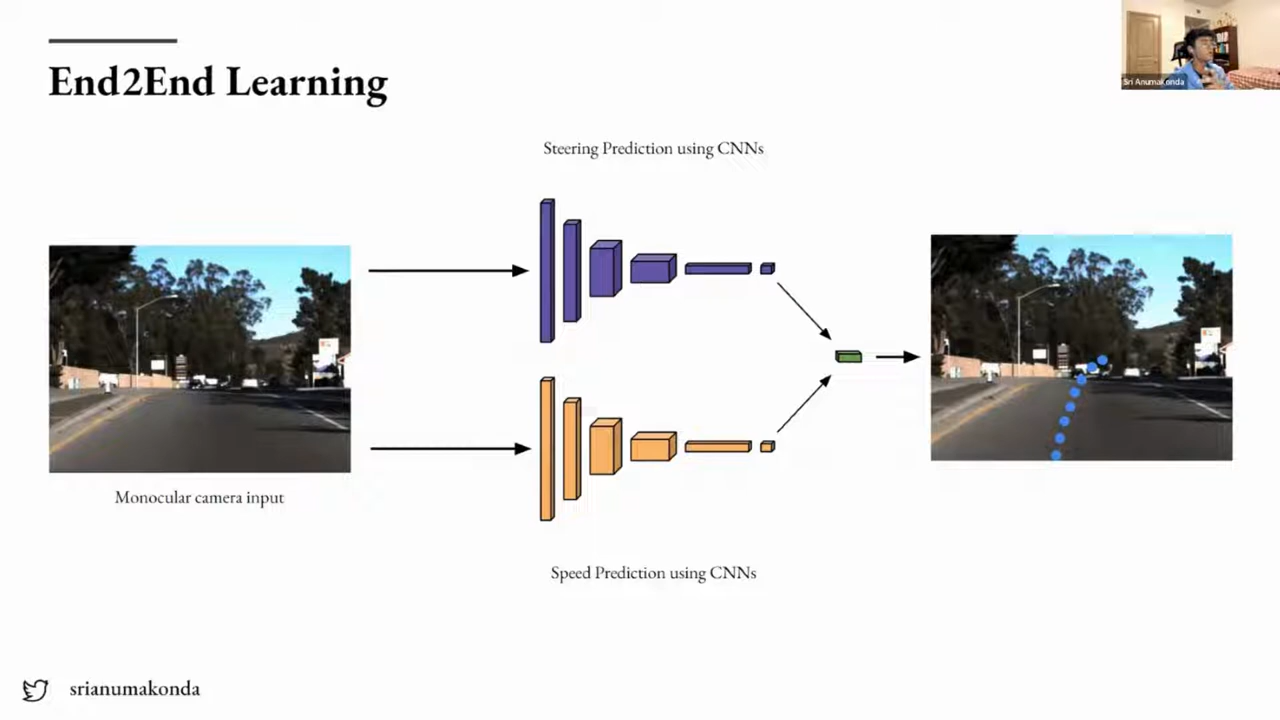 End2End Learning
Sri Anumakonda
Steering Prediction using CNNs
Monocular camera input
Speed Prediction using CNNs
srianumakonda